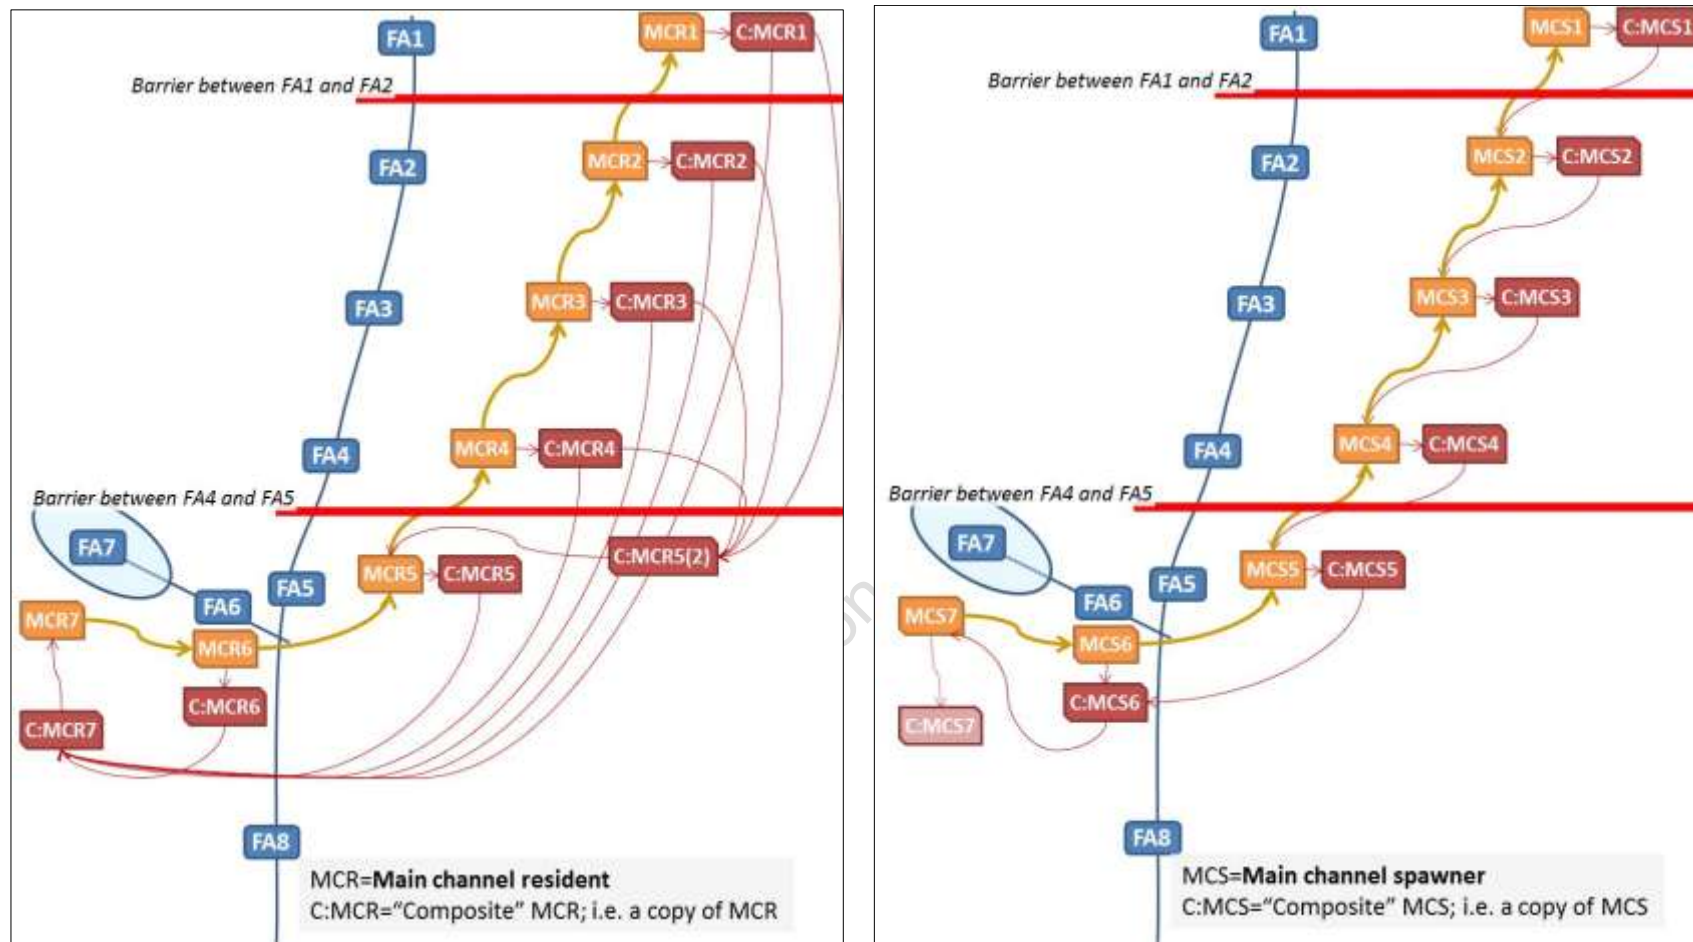 FA1
MCR1
C:MCR1
Barrier between FA1 and FA2
FA2
MCR2
C:MCR2
FA3
MCR3
C:MCR3
FA4
MCR4
C:MCR4
Barrier between FA4 and FA5
FA7
FA5
MCR5
C:MCR5
C:MCR5(2)
FA6
MCR7
MCR6
C:MCR6
C:MCR7
FA8
MCR=Main channel resident
C:MCR="Composite" MCR; i.e. a copy of MCR
FA1
MCS1
C:MCS1
Barrier between FA1 and FA2
FA2
MCS2
C:MCS2
FA3
MCS3
C:MCS3
FA4
MCS4
C:MCS4
Barrier between FA4 and FA5
FA7
FA5
MCS5
C:MCS5
FA6
MCS7
MCS6
C:MCS6
C:MCS7
FA8
MCS=Main channel spawner
C:MCS="Composite" MCS; i.e. a copy of MCS